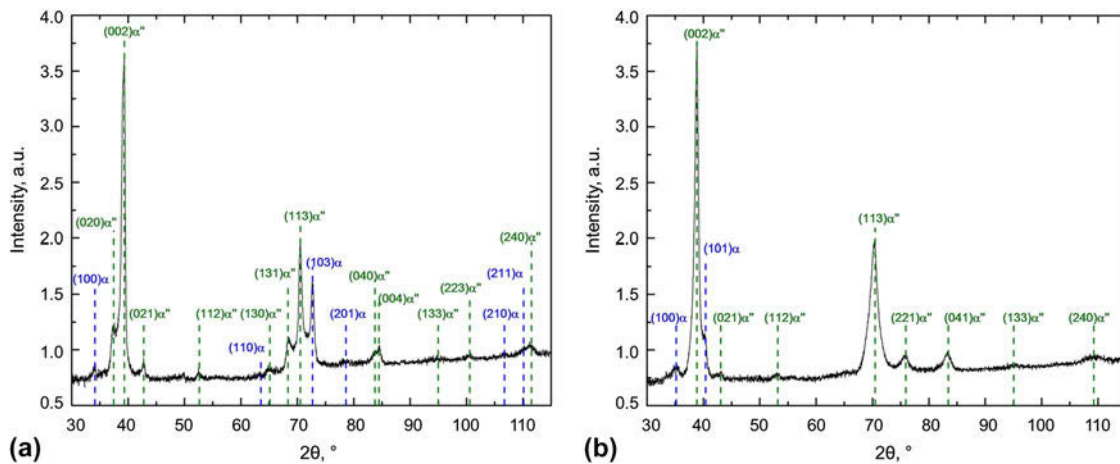 4.0
(002)α"
3.5
3.0
2.5
(020)α"
(113)α"
(240)α"
2.0
(131)α"
(103)α
(040)α"
(211)α
(100)α
(004)α"
(223)α"
1.5
(021)α"
(112)α"
(130)α"
(133)α"
(210)α
(110)α
(201)α
1.0
0.5
30 40 50 60 70 80 90 100 110
Intensity, a.u.
2θ, °
(a)
4.0
(002)α"
3.5
3.0
2.5
(113)α"
2.0
(101)α
1.5
(100)α
(021)α"
(112)α"
(221)α"
(041)α"
(133)α"
(240)α"
1.0
0.5
30 40 50 60 70 80 90 100 110
Intensity, a.u.
2θ, °
(b)